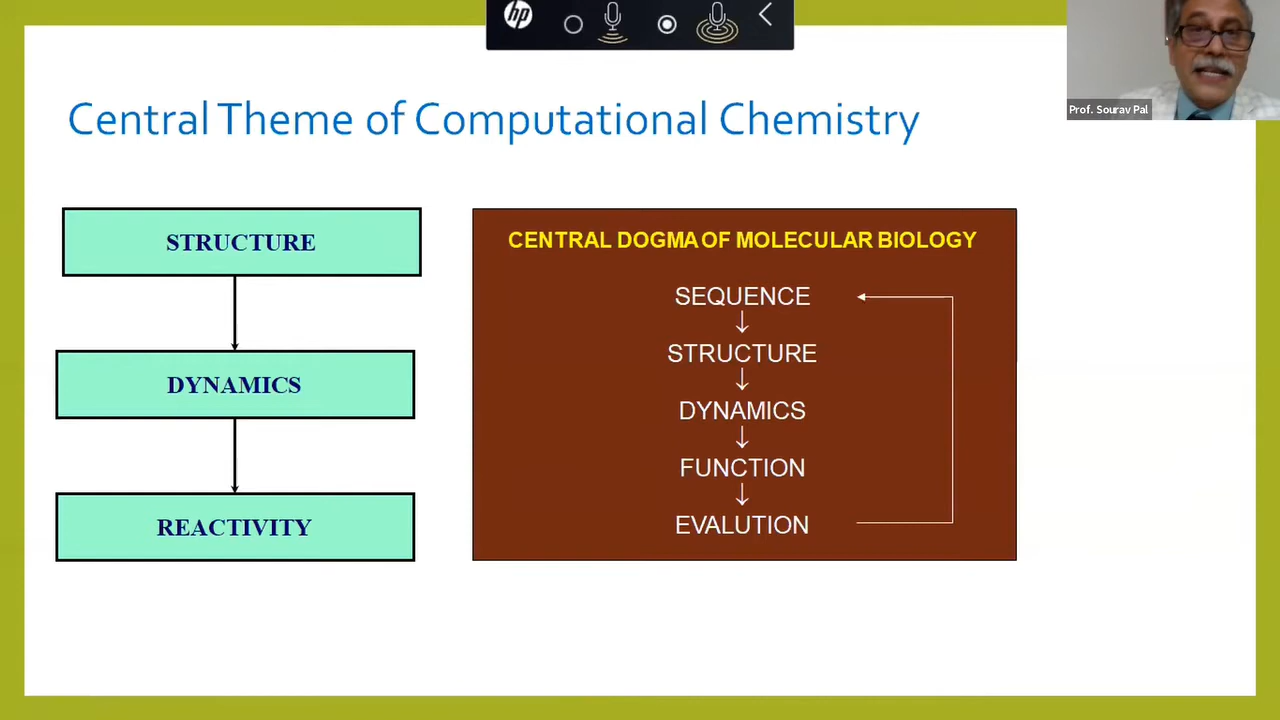 hp
Prof. Sourav Pal
Central Theme of Computational Chemistry
STRUCTURE
DYNAMICS
REACTIVITY
CENTRAL DOGMA OF MOLECULAR BIOLOGY
SEQUENCE
STRUCTURE
DYNAMICS
FUNCTION
EVALUTION